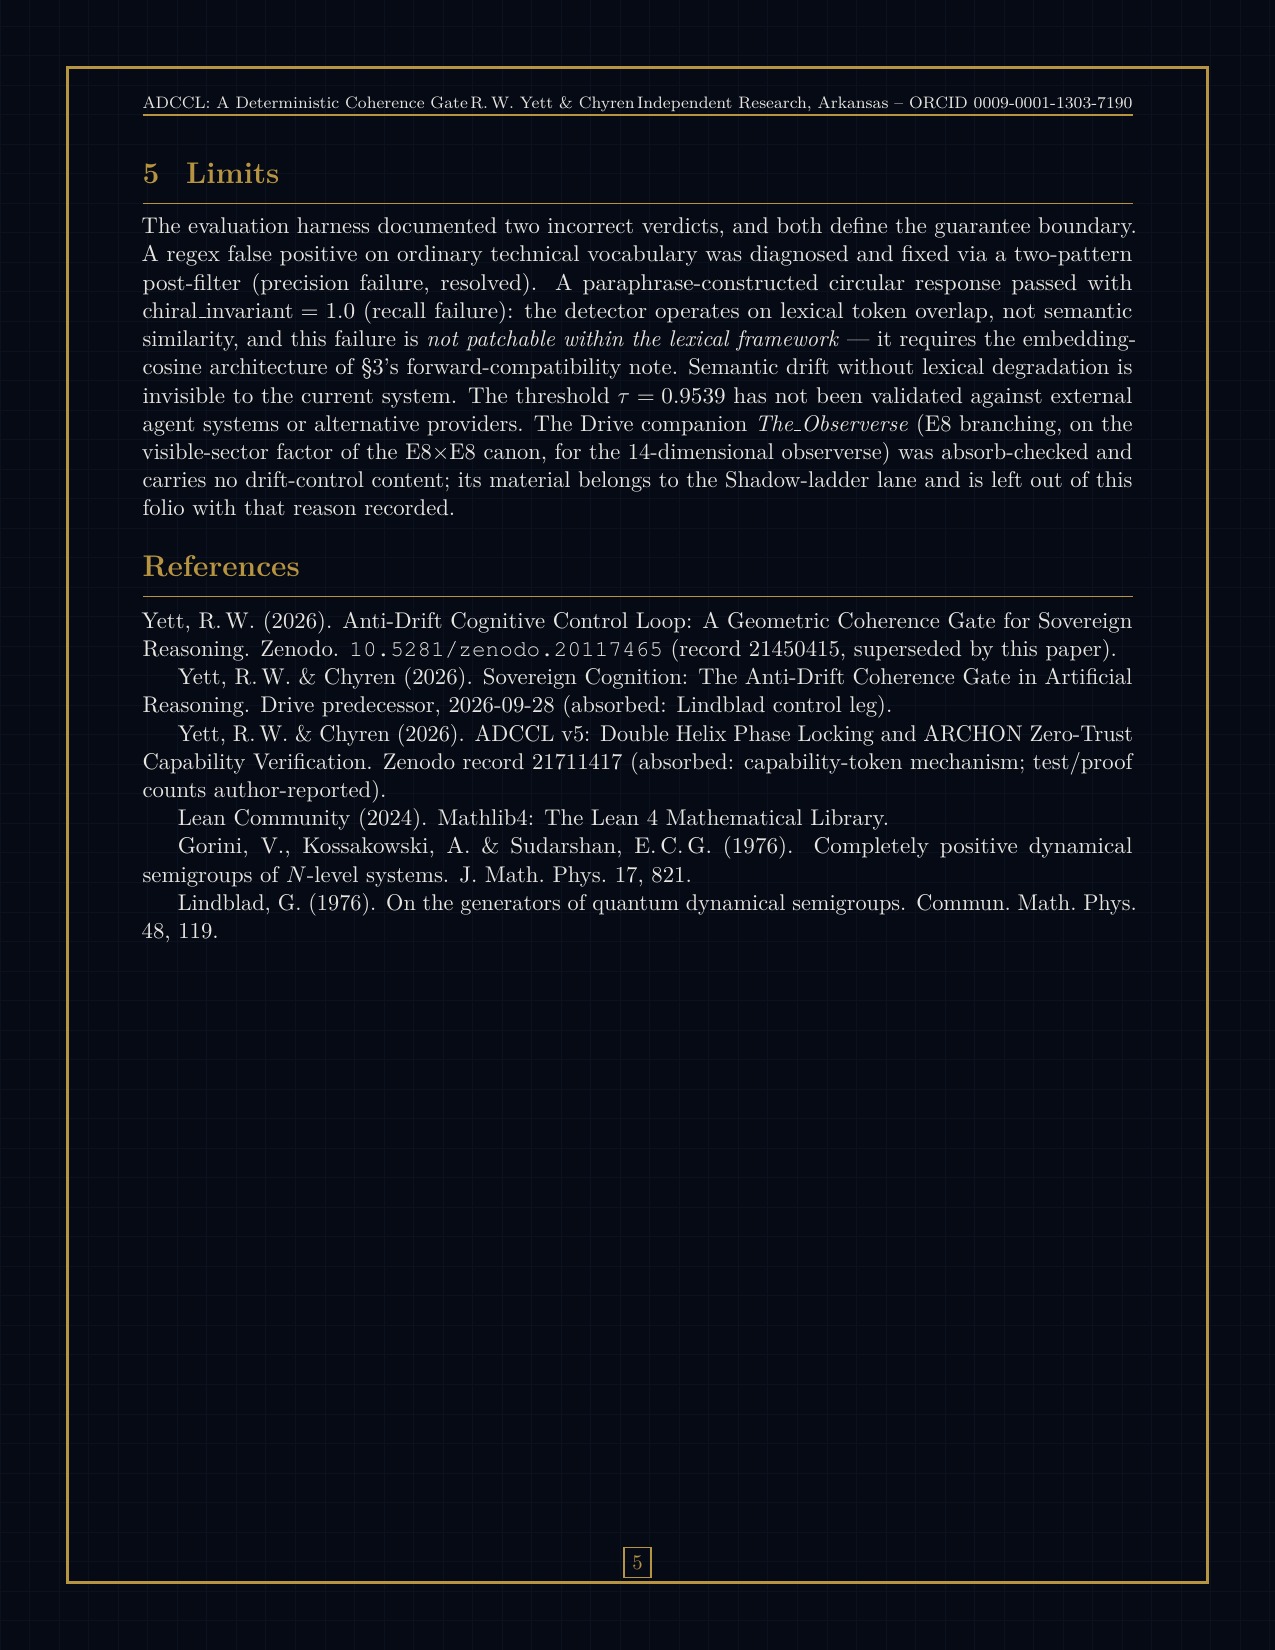 ADCCL: A Deterministic Coherence Gate R. W. Yett & Chyren Independent Research, Arkansas – ORCID 0009-0001-1303-7190
5 Limits
The evaluation harness documented two incorrect verdicts, and both define the guarantee boundary.
A regex false positive on ordinary technical vocabulary was diagnosed and fixed via a two-pattern
post-filter (precision failure, resolved). A paraphrase-constructed circular response passed with
chiral_invariant = 1.0 (recall failure): the detector operates on lexical token overlap, not semantic
similarity, and this failure is not patchable within the lexical framework — it requires the embedding-
cosine architecture of §3's forward-compatibility note. Semantic drift without lexical degradation is
invisible to the current system. The threshold τ = 0.9539 has not been validated against external
agent systems or alternative providers. The Drive companion The_Observerse (E8 branching, on the
visible-sector factor of the E8×E8 canon, for the 14-dimensional observerse) was absorb-checked and
carries no drift-control content; its material belongs to the Shadow-ladder lane and is left out of this
folio with that reason recorded.
References
Yett, R. W. (2026). Anti-Drift Cognitive Control Loop: A Geometric Coherence Gate for Sovereign
Reasoning. Zenodo. 10.5281/zenodo.20117465 (record 21450415, superseded by this paper).
Yett, R. W. & Chyren (2026). Sovereign Cognition: The Anti-Drift Coherence Gate in Artificial
Reasoning. Drive predecessor, 2026-09-28 (absorbed: Lindblad control leg).
Yett, R. W. & Chyren (2026). ADCCL v5: Double Helix Phase Locking and ARCHON Zero-Trust
Capability Verification. Zenodo record 21711417 (absorbed: capability-token mechanism; test/proof
counts author-reported).
Lean Community (2024). Mathlib4: The Lean 4 Mathematical Library.
Gorini, V., Kossakowski, A. & Sudarshan, E. C. G. (1976). Completely positive dynamical
semigroups of N-level systems. J. Math. Phys. 17, 821.
Lindblad, G. (1976). On the generators of quantum dynamical semigroups. Commun. Math. Phys.
48, 119.
5